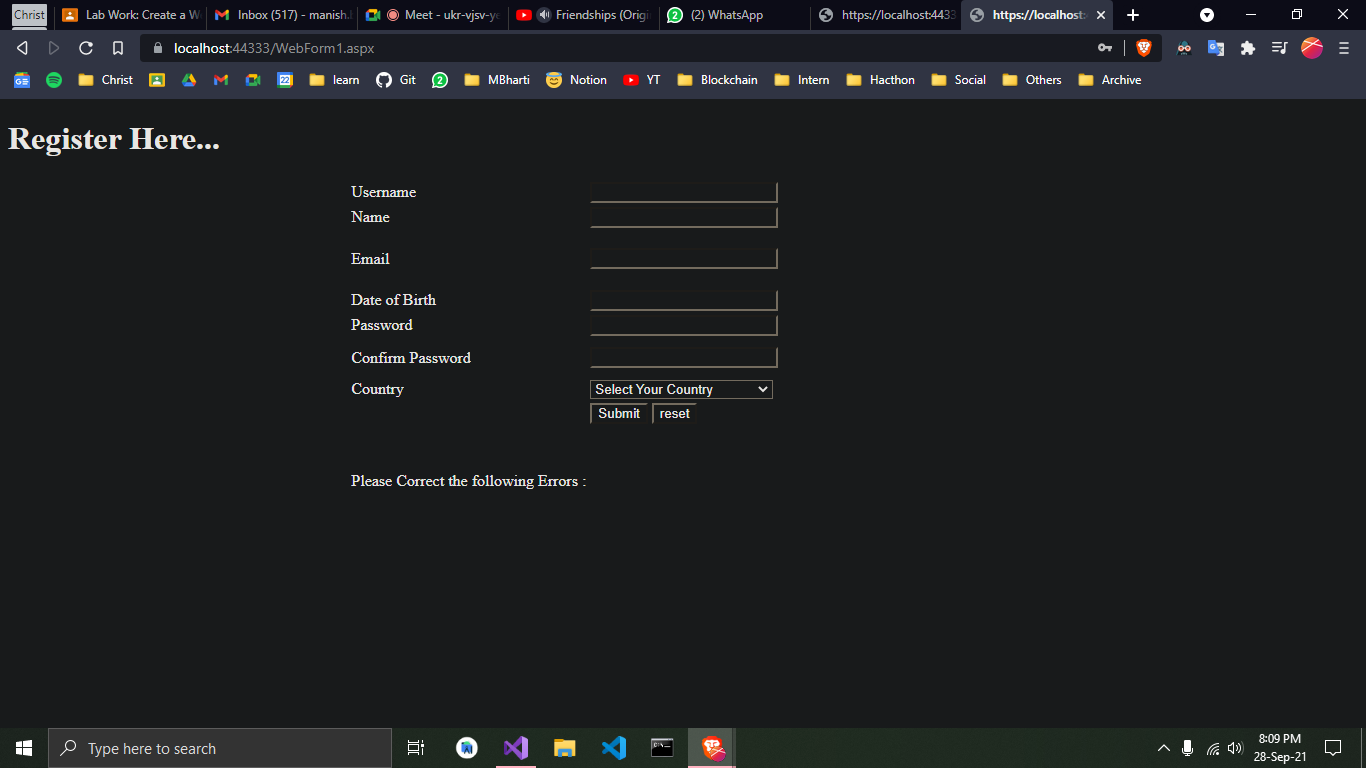 Christ Lab Work: Create a W Inbox (517) - manish. Meet - ukr-vjsv-y Friendships (Orig (2) WhatsApp https://localhost:4433 https://localhost:
localhost:44333/WebForm1.aspx
Christ 22 learn Git 2 MBharti Notion YT Blockchain Intern Hacthon Social Others Archive
Register Here...
Username
Name
Email
Date of Birth
Password
Confirm Password
Country Select Your Country
Submit reset
Please Correct the following Errors :
Type here to search
8:09 PM
28-Sep-21